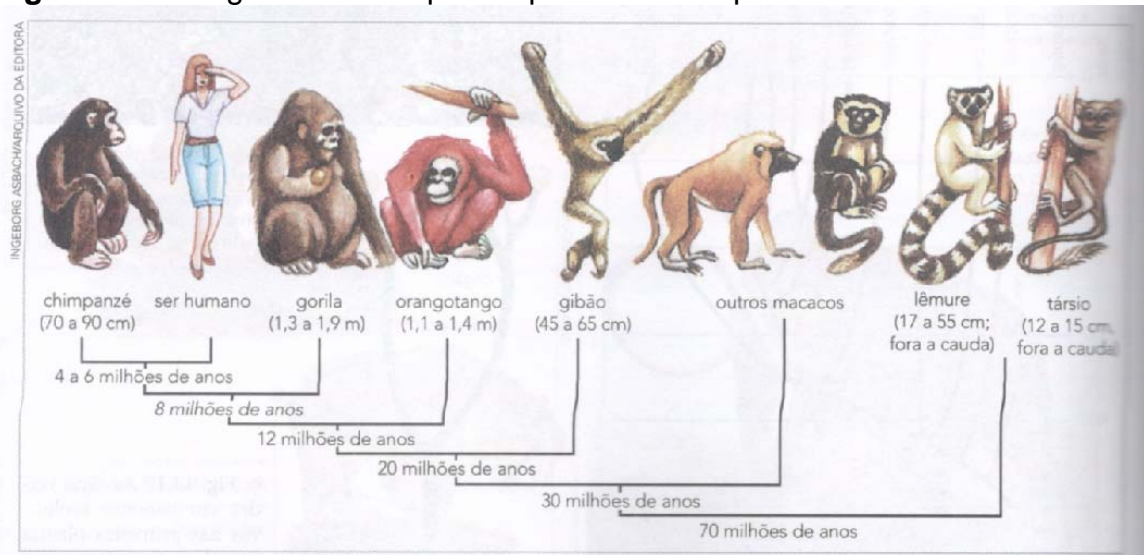 INGEBORG ASBACH/ARQUIVO DA EDITORA
chimpanzé
(70 a 90 cm)
ser humano
gorila
(1,3 a 1,9 m)
orangotango
(1,1 a 1,4 m)
gibão
(45 a 65 cm)
outros macacos
lêmure
(17 a 55 cm;
fora a cauda)
társio
(12 a 15 cm,
fora a cauda)
4 a 6 milhões de anos
8 milhões de anos
12 milhões de anos
20 milhões de anos
30 milhões de anos
70 milhões de anos